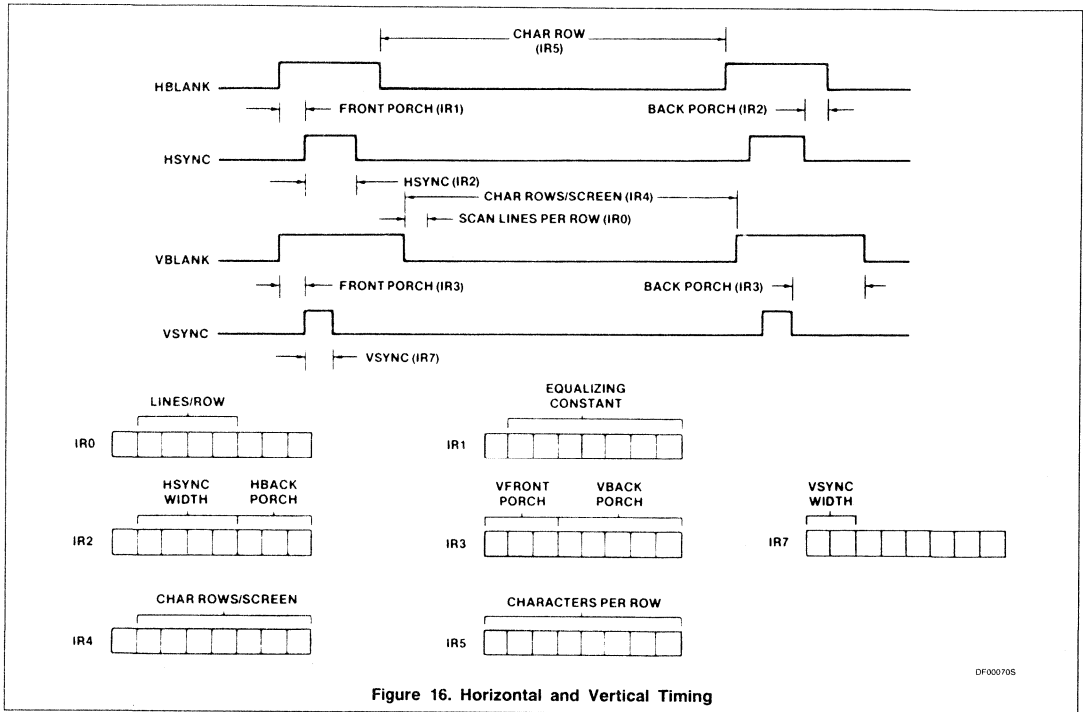 CHAR ROW
(IR5)
HBLANK
FRONT PORCH (IR1)
BACK PORCH (IR2)
HSYNC
HSYNC (IR2)
CHAR ROWS/SCREEN (IR4)
SCAN LINES PER ROW (IR0)
VBLANK
FRONT PORCH (IR3)
BACK PORCH (IR3)
VSYNC
VSYNC (IR7)
LINES/ROW
IR0
EQUALIZING
CONSTANT
IR1
HSYNC
WIDTH
HBACK
PORCH
IR2
VFRONT
PORCH
VBACK
PORCH
IR3
VSYNC
WIDTH
IR7
CHAR ROWS/SCREEN
IR4
CHARACTERS PER ROW
IR5
DF00070S
Figure 16. Horizontal and Vertical Timing